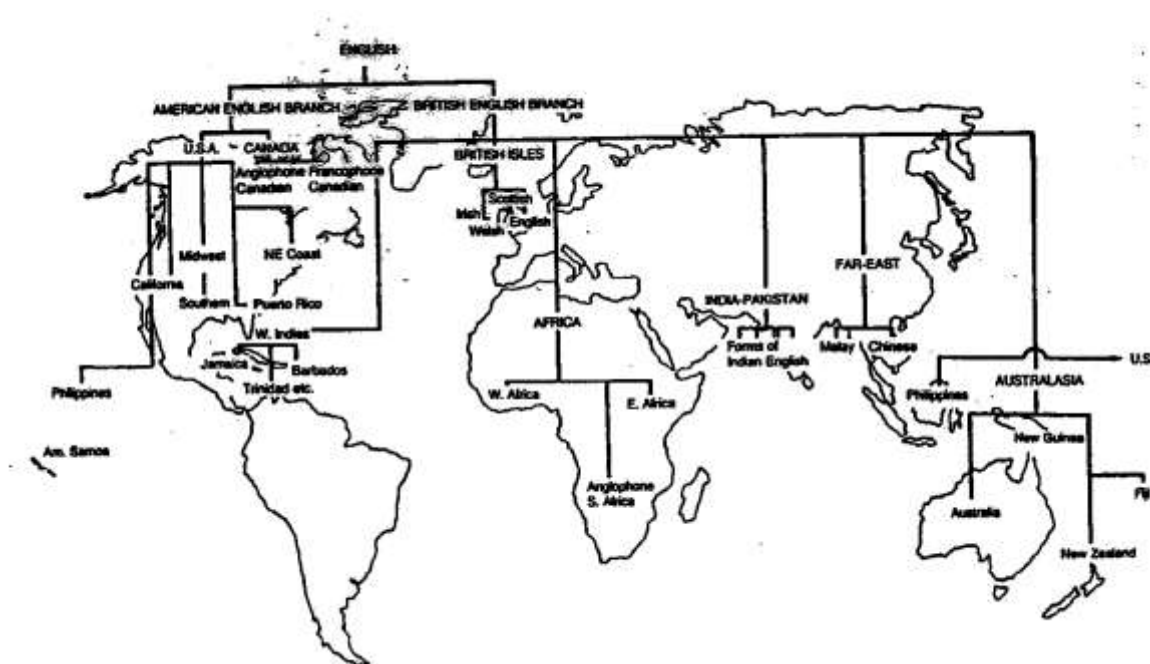 ENGLISH
AMERICAN ENGLISH BRANCH
BRITISH ENGLISH BRANCH
U.S.A.
CANADA
BRITISH ISLES
Anglophone
Canadian
Francophone
Canadian
Scottish
Irish
English
Welsh
Midwest
NE Coast
California
FAR-EAST
Southern
Puerto Rico
INDIA-PAKISTAN
AFRICA
W. Indies
Forms of
Indian English
Malay
Chinese
Jamaica
Barbados
U.S
Trinidad etc.
AUSTRALASIA
Philippines
W. Africa
E. Africa
Philippines
New Guinea
Am. Samoa
Anglophone
S. Africa
Australia
Fiji
New Zealand